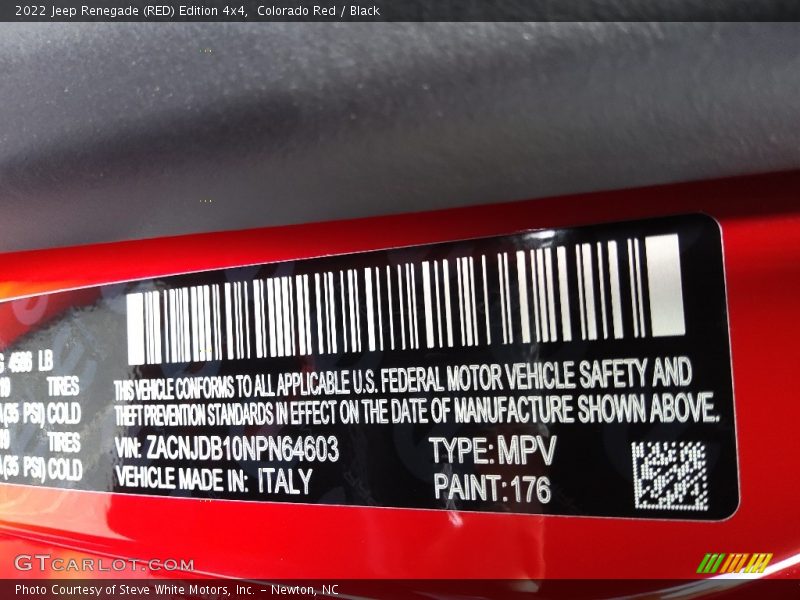 2022 Jeep Renegade (RED) Edition 4x4, Colorado Red / Black
LB
TIRES
(35 PSI) COLD
TIRES
(35 PSI) COLD
THIS VEHICLE CONFORMS TO ALL APPLICABLE U.S. FEDERAL MOTOR VEHICLE SAFETY AND
THEFT PREVENTION STANDARDS IN EFFECT ON THE DATE OF MANUFACTURE SHOWN ABOVE.
VIN: ZACNJDB10NPN64603 TYPE: MPV
VEHICLE MADE IN: ITALY PAINT: 176
GTCARLOT.COM
Photo Courtesy of Steve White Motors, Inc. – Newton, NC